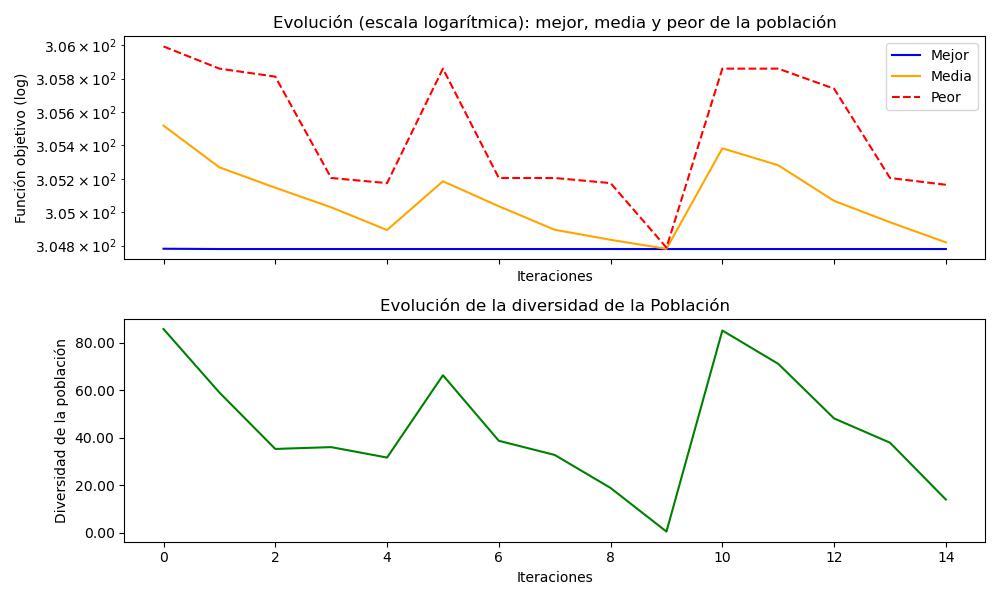 Evolución (escala logarítmica): mejor, media y peor de la población
Función objetivo (log)
3.06 × 10²
3.058 × 10²
3.056 × 10²
3.054 × 10²
3.052 × 10²
3.05 × 10²
3.048 × 10²
Mejor
Media
Peor
Iteraciones
Evolución de la diversidad de la Población
Diversidad de la población
80.00
60.00
40.00
20.00
0.00
0 2 4 6 8 10 12 14
Iteraciones